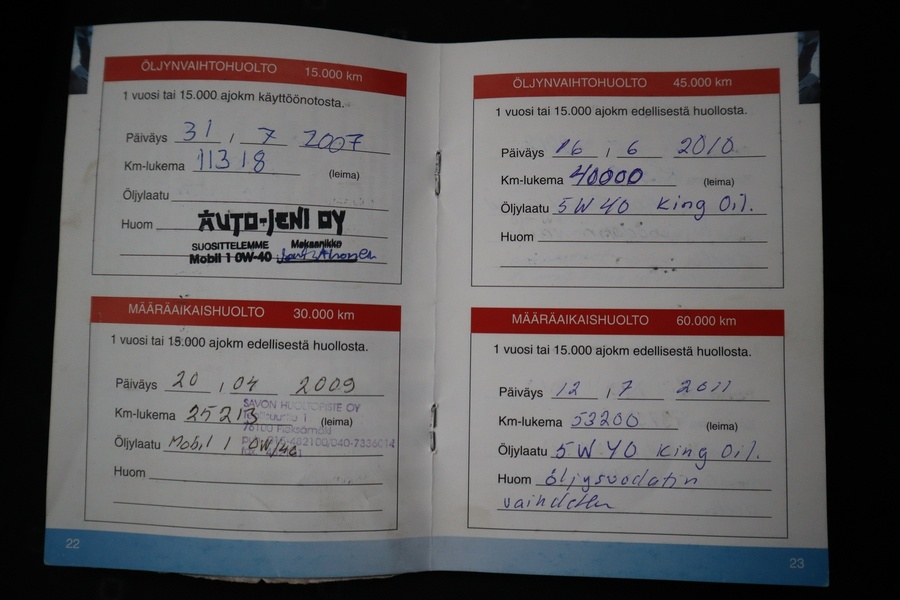 ÖLJYNVAIHTOHUOLTO 15.000 km
1 vuosi tai 15.000 ajokm käyttöönotosta.
Päiväys 31 / 7 2007
Km-lukema 11318
(leima)
Öljylaatu
Huom
AUTO-JENI OY
SUOSITTELEMME Mekaanikko
Mobil 1 0W-40
MÄÄRÄAIKAISHUOLTO 30.000 km
1 vuosi tai 15.000 ajokm edellisestä huollosta.
Päiväys 20 / 04 2009
Km-lukema 25213
(leima)
SAVON HUOLTOPISTE OY
76100 Pieksämäki
Öljylaatu Mobil 1 0W/40
Huom
22
ÖLJYNVAIHTOHUOLTO 45.000 km
1 vuosi tai 15.000 ajokm edellisestä huollosta.
Päiväys 16 / 6 2010
Km-lukema 40000 (leima)
Öljylaatu 5W40 King Oil.
Huom
MÄÄRÄAIKAISHUOLTO 60.000 km
1 vuosi tai 15.000 ajokm edellisestä huollosta.
Päiväys 12 / 7 2011
Km-lukema 53200 (leima)
Öljylaatu 5W40 King Oil.
Huom öljysuodatin
vaihdettu
23